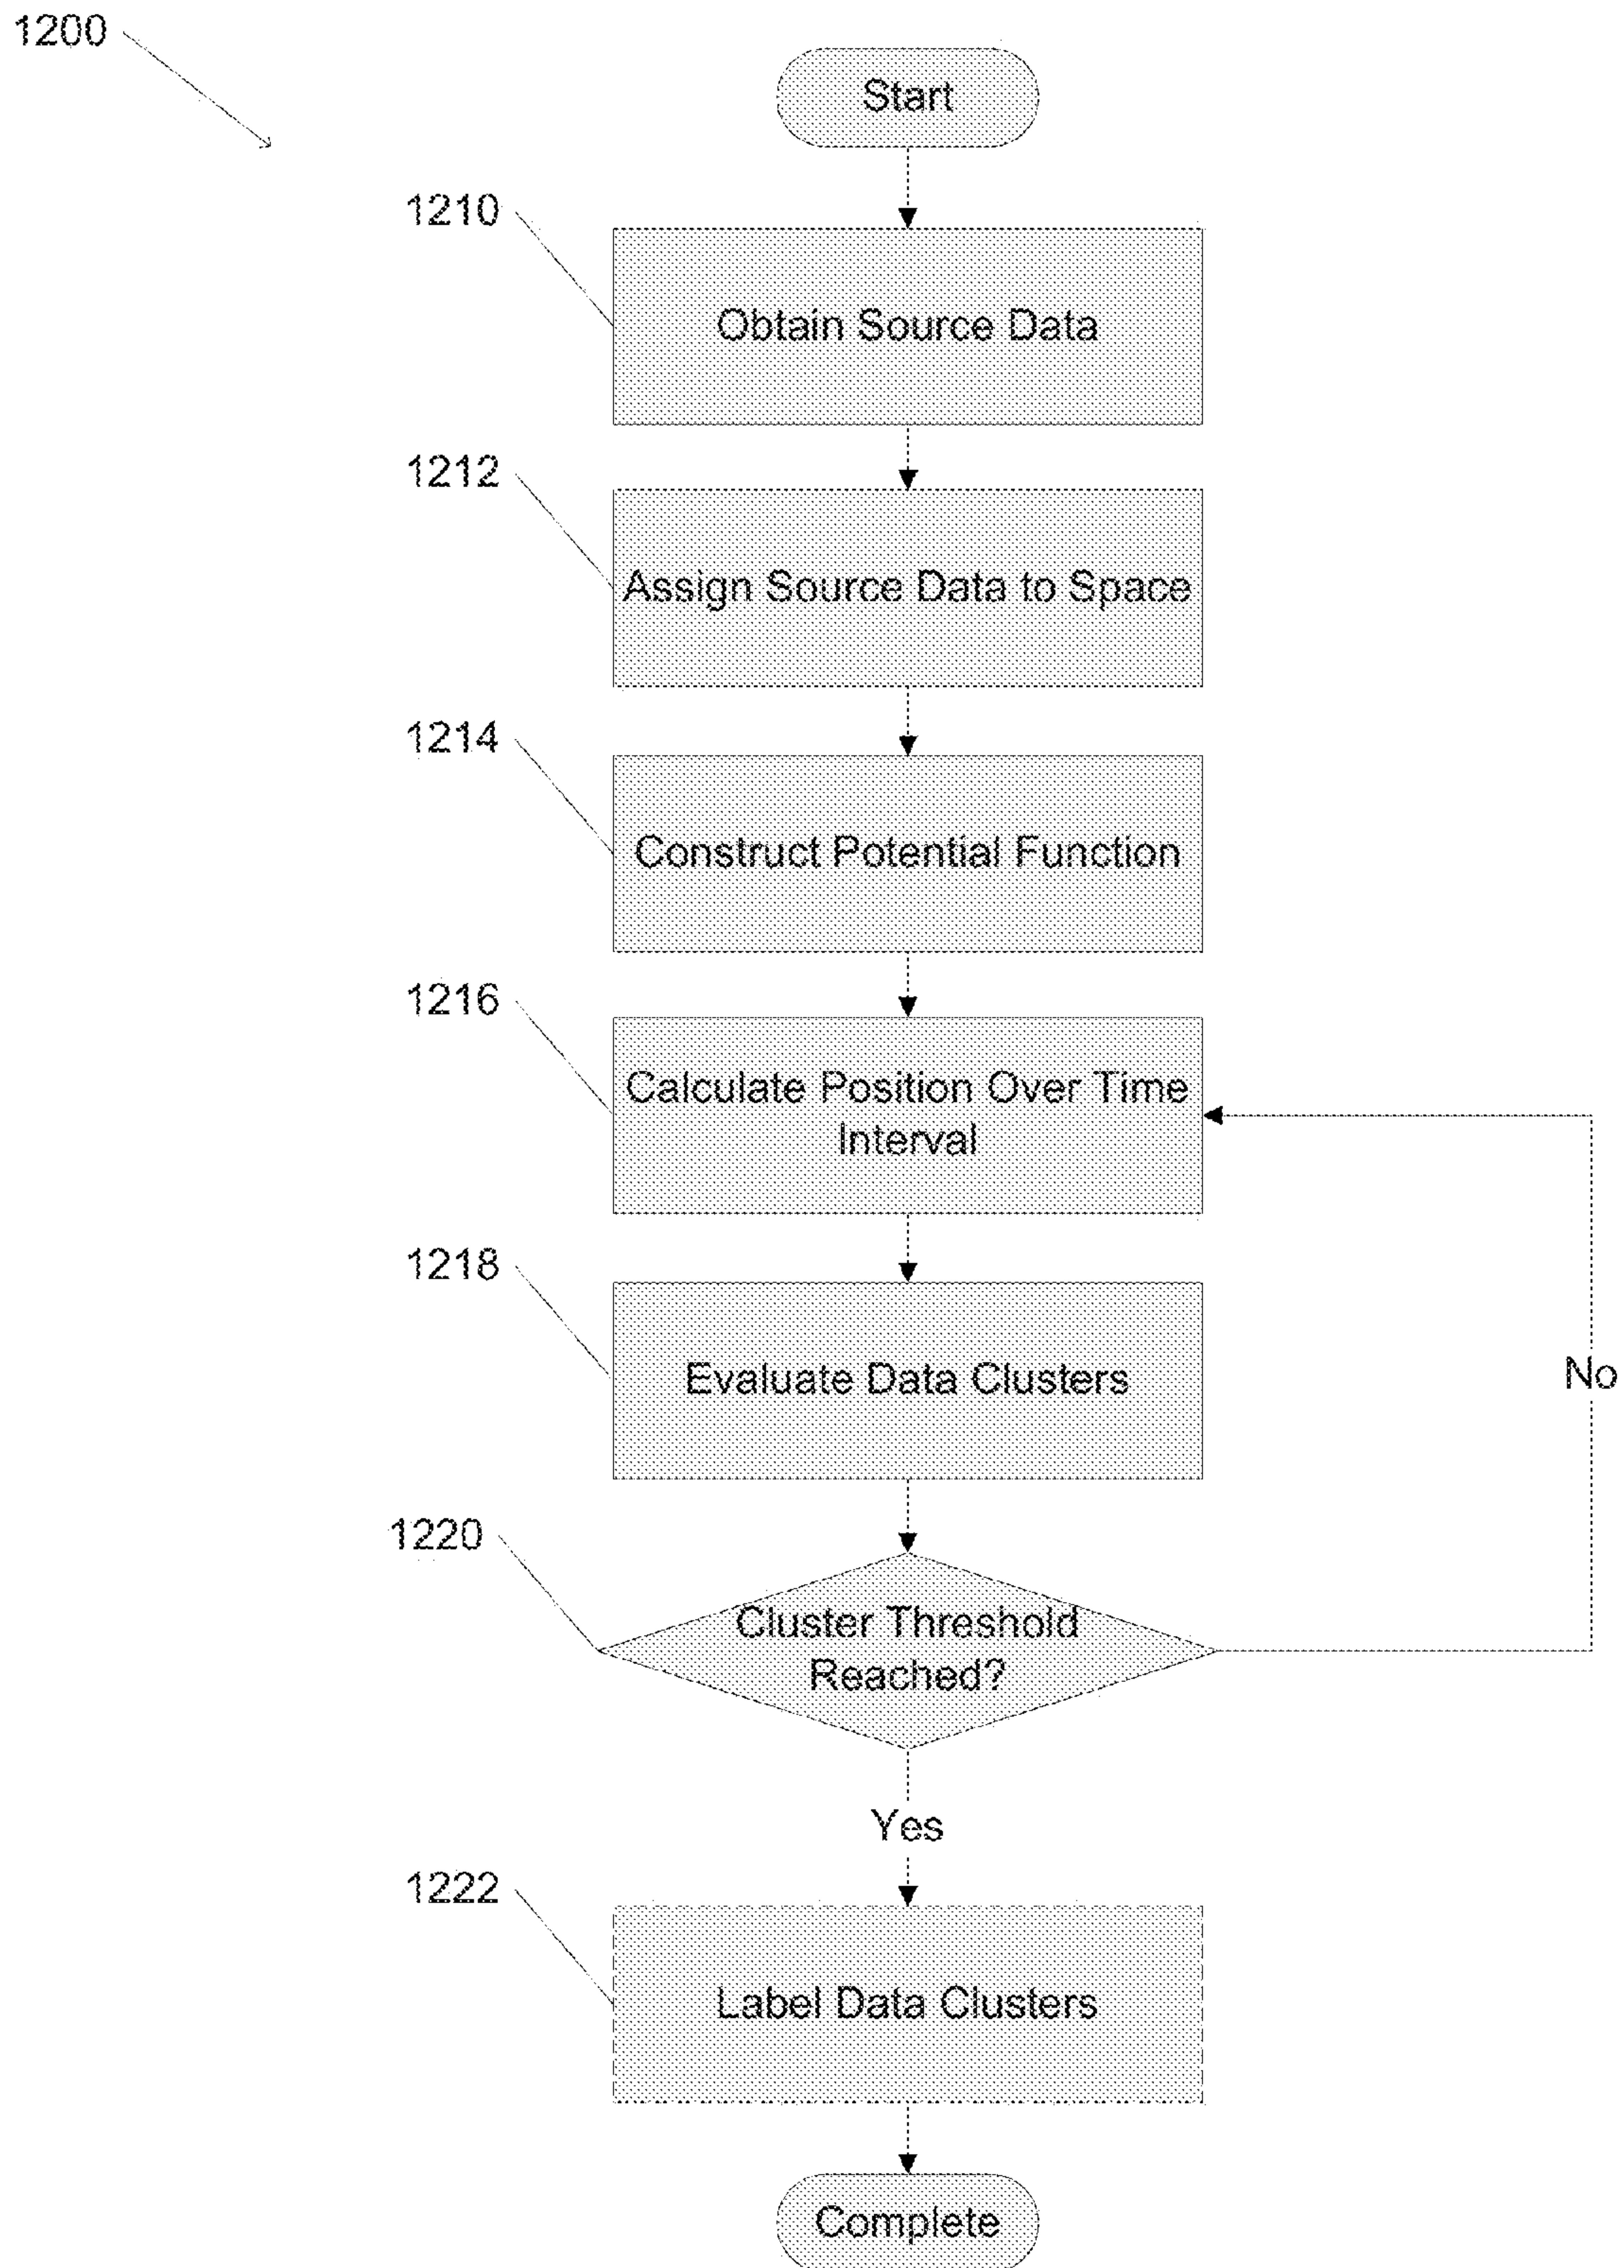 1200
Start
1210
Obtain Source Data
1212
Assign Source Data to Space
1214
Construct Potential Function
1216
Calculate Position Over Time
Interval
1218
Evaluate Data Clusters
No
1220
Cluster Threshold
Reached?
Yes
1222
Label Data Clusters
Complete